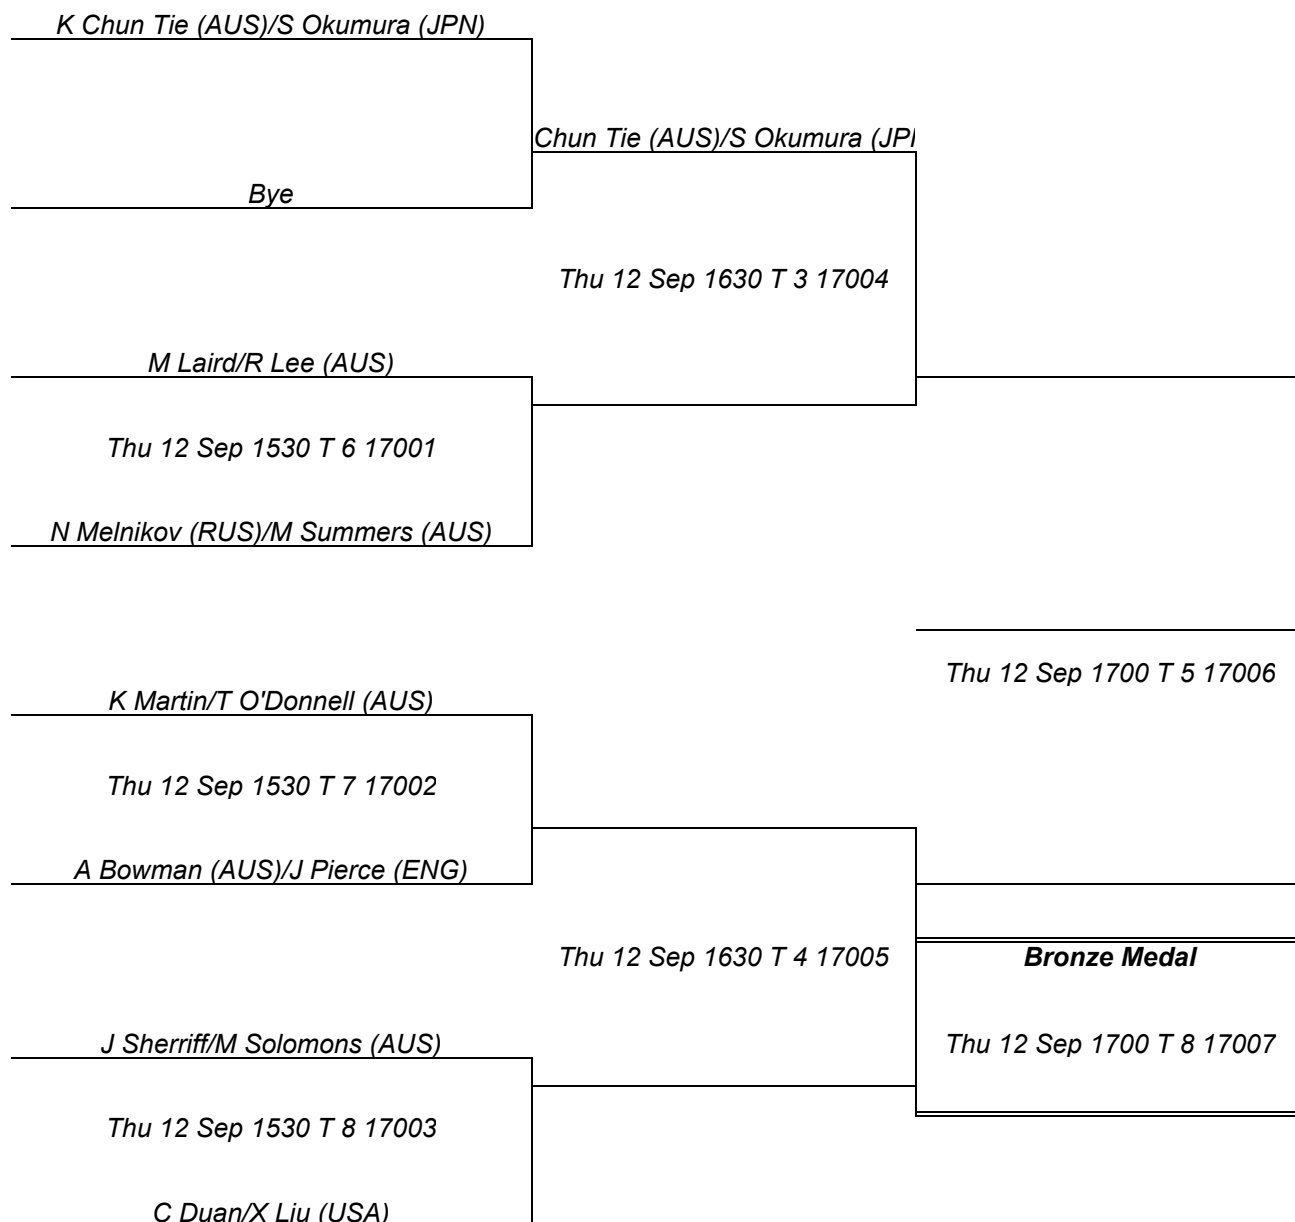 K Chun Tie (AUS)/S Okumura (JPN)
Chun Tie (AUS)/S Okumura (JP
Bye
Thu 12 Sep 1630 T 3 17004
M Laird/R Lee (AUS)
Thu 12 Sep 1530 T 6 17001
N Melnikov (RUS)/M Summers (AUS)
Thu 12 Sep 1700 T 5 17006
K Martin/T O'Donnell (AUS)
Thu 12 Sep 1530 T 7 17002
A Bowman (AUS)/J Pierce (ENG)
Thu 12 Sep 1630 T 4 17005
Bronze Medal
J Sherriff/M Solomons (AUS)
Thu 12 Sep 1700 T 8 17007
Thu 12 Sep 1530 T 8 17003
C Duan/X Liu (USA)